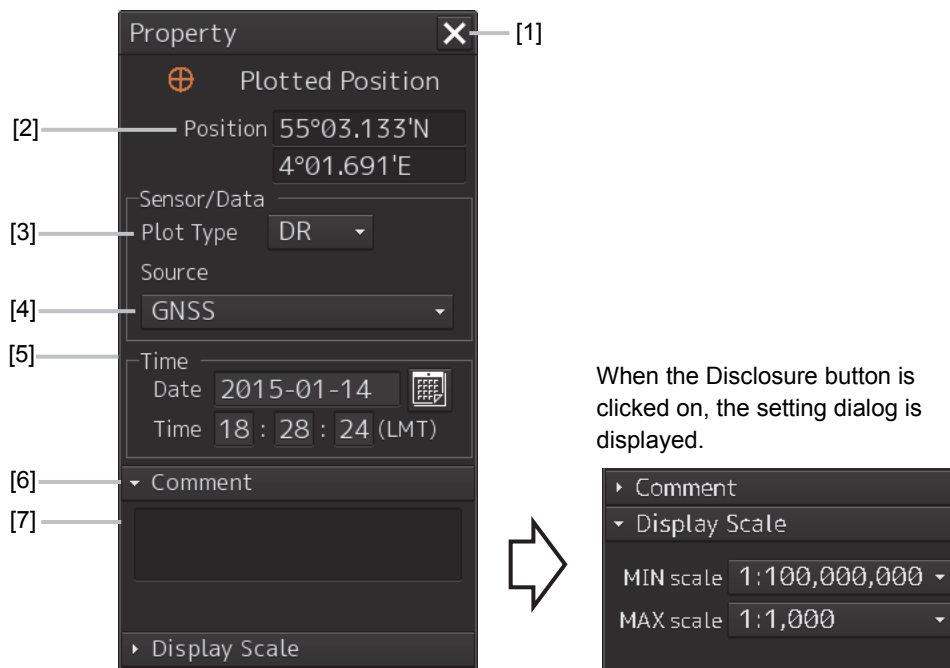 Property
[1]
Plotted Position
[2]
Position 55°03.133'N
4°01.691'E
Sensor/Data
[3]
Plot Type DR
Source
[4]
GNSS
[5]
Time
Date 2015-01-14
Time 18 : 28 : 24 (LMT)
[6]
Comment
[7]
Display Scale
When the Disclosure button is
clicked on, the setting dialog is
displayed.
Comment
Display Scale
MIN scale 1:100,000,000
MAX scale 1:1,000